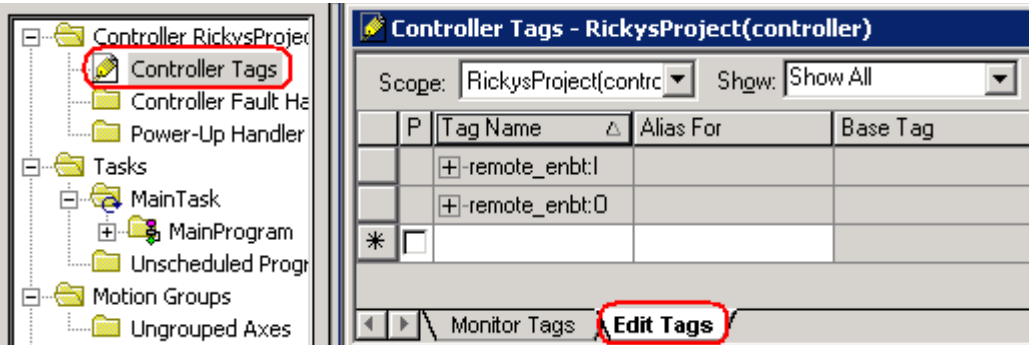 Controller RickysProjec
Controller Tags
Controller Fault Ha
Power-Up Handler
Tasks
MainTask
MainProgram
Unscheduled Progr
Motion Groups
Ungrouped Axes
Controller Tags - RickysProject(controller)
Scope: RickysProject(contrc Show: Show All
P Tag Name Alias For Base Tag
remote_enbt:I
remote_enbt:O
Monitor Tags Edit Tags